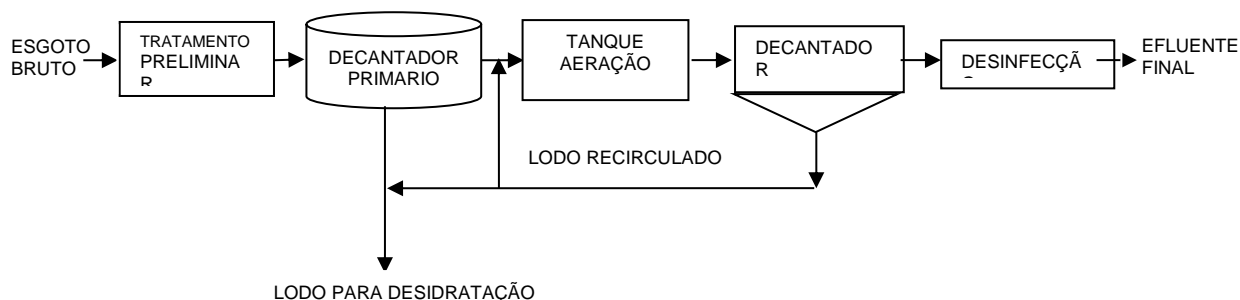 ESGOTO
BRUTO
TRATAMENTO
PRELIMINA
R
DECANTADOR
PRIMARIO
TANQUE
AERAÇÃO
DECANTADO
R
DESINFECÇÃ
EFLUENTE
FINAL
LODO RECIRCULADO
LODO PARA DESIDRATAÇÃO